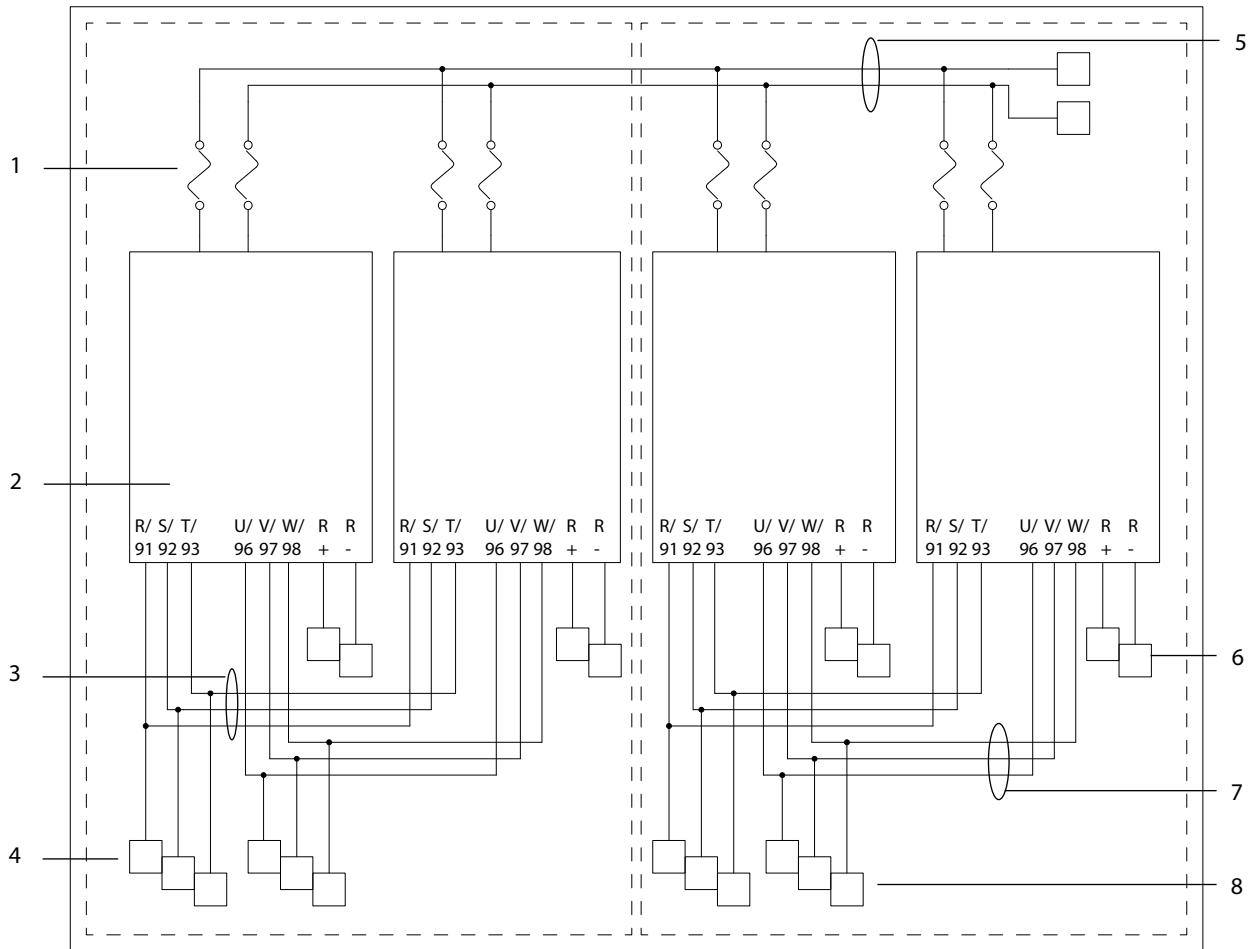 5
1
2
R/ S/ T/ U/ V/ W/ R R
91 92 93 96 97 98 + -
R/ S/ T/ U/ V/ W/ R R
91 92 93 96 97 98 + -
R/ S/ T/ U/ V/ W/ R R
91 92 93 96 97 98 + -
R/ S/ T/ U/ V/ W/ R R
91 92 93 96 97 98 + -
3
6
7
4
8